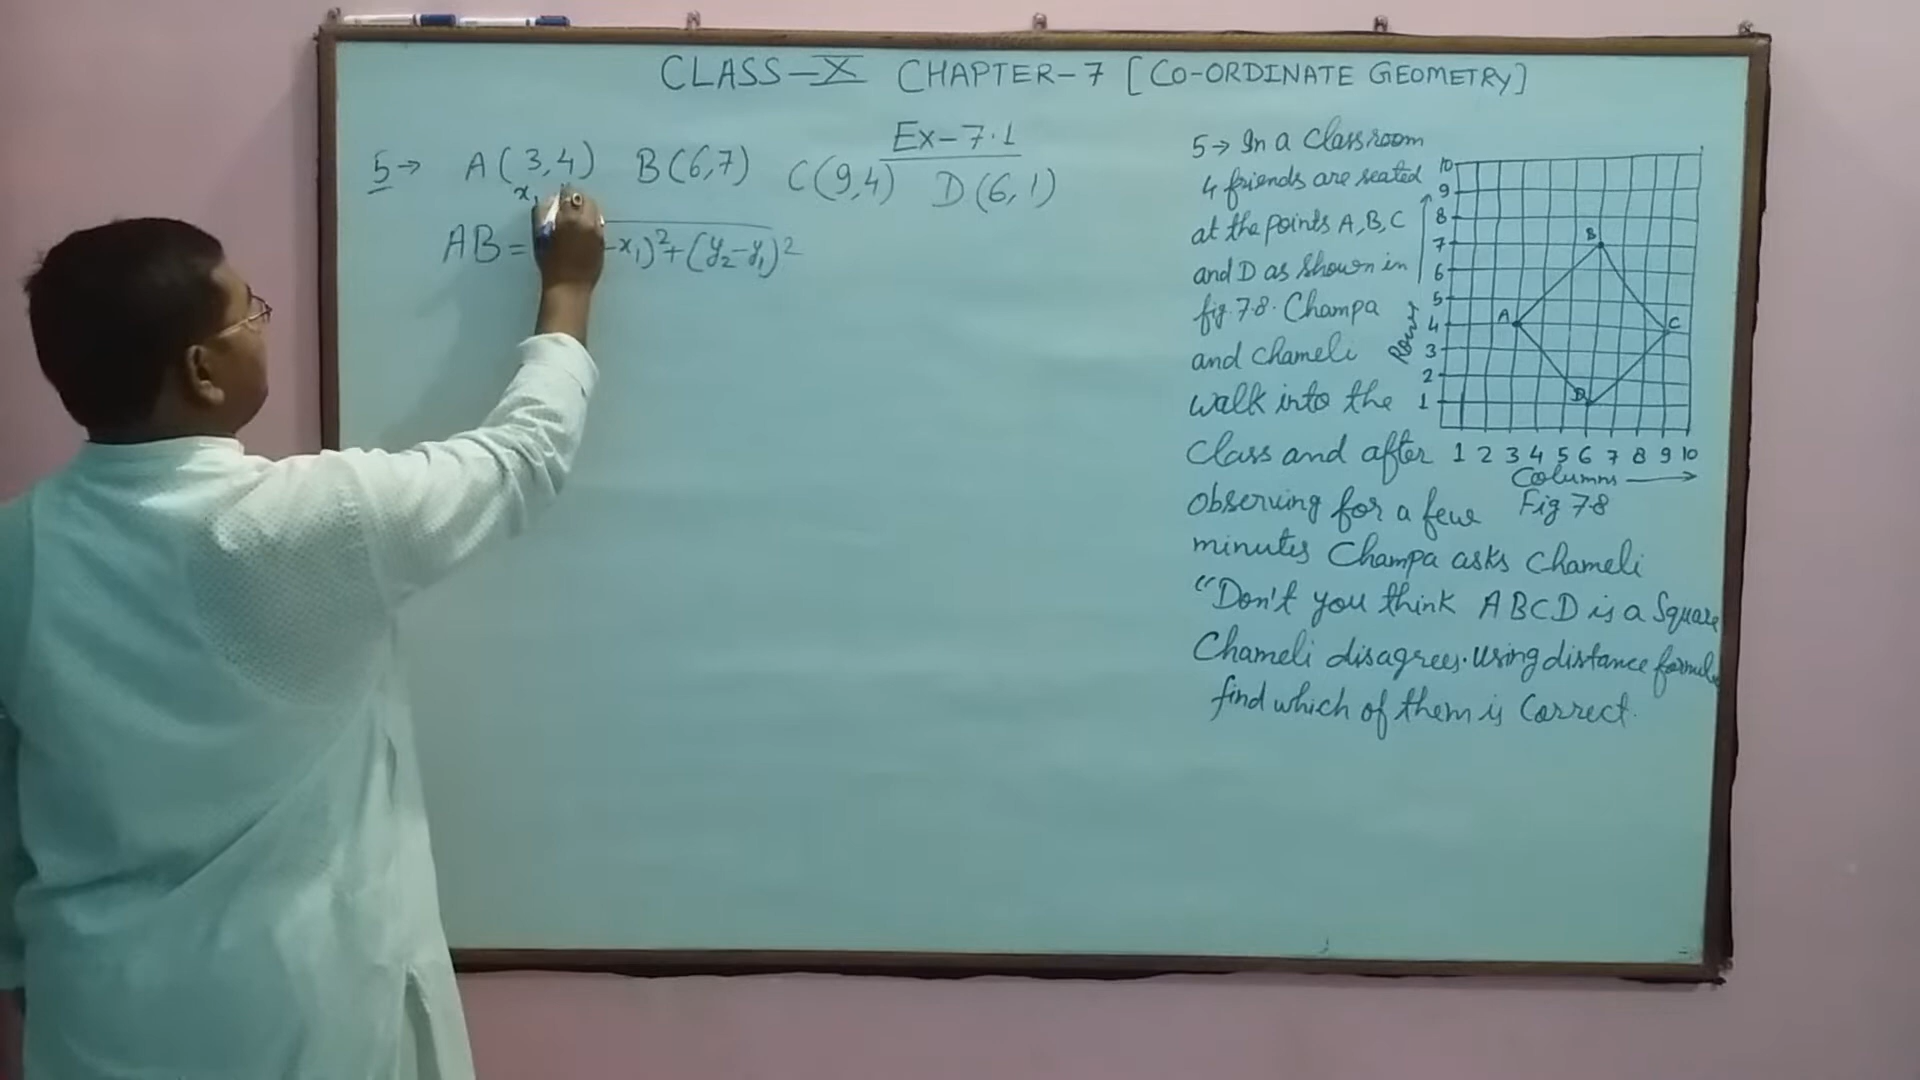 CLASS-X CHAPTER-7 [CO-ORDINATE GEOMETRY]
Ex-7.1
5→ A(3,4) B(6,7) C(9,4) D(6,1)
x₁
AB= -x₁)²+(y₂-y₁)²
5→ In a Classroom
4 friends are seated
at the points A,B,C
and D as shown in
fig.7.8. Champa
and Chameli
walk into the
Class and after
observing for a few
minutes Champa asks Chameli
"Don't you think ABCD is a Square
Chameli disagrees. Using distance formula
find which of them is Correct.
10
9
8
7
6
5
4
3
2
1
Rows
A
B
C
D
1 2 3 4 5 6 7 8 9 10
Columns →
Fig 7.8